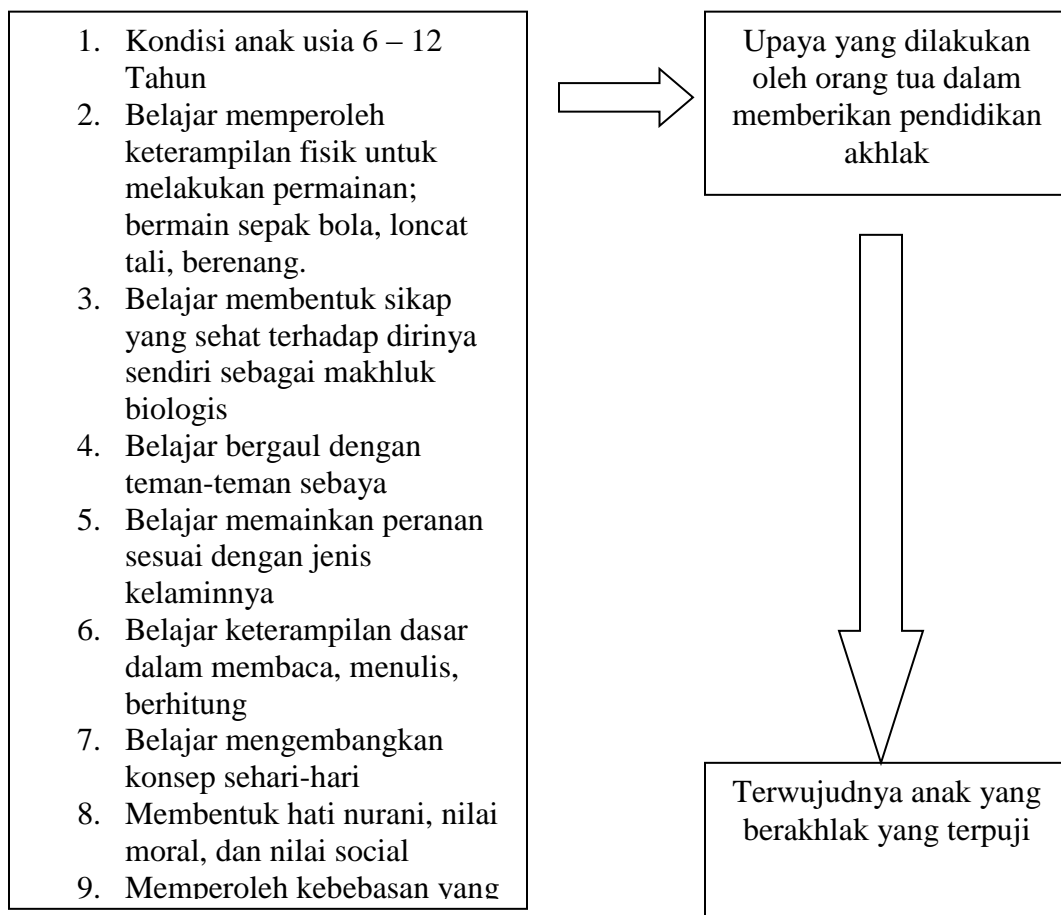 1. Kondisi anak usia 6 – 12
Tahun
2. Belajar memperoleh
keterampilan fisik untuk
melakukan permainan;
bermain sepak bola, loncat
tali, berenang.
3. Belajar membentuk sikap
yang sehat terhadap dirinya
sendiri sebagai makhluk
biologis
4. Belajar bergaul dengan
teman-teman sebaya
5. Belajar memainkan peranan
sesuai dengan jenis
kelaminnya
6. Belajar keterampilan dasar
dalam membaca, menulis,
berhitung
7. Belajar mengembangkan
konsep sehari-hari
8. Membentuk hati nurani, nilai
moral, dan nilai social
9. Memperoleh kebebasan yang
Upaya yang dilakukan
oleh orang tua dalam
memberikan pendidikan
akhlak
Terwujudnya anak yang
berakhlak yang terpuji